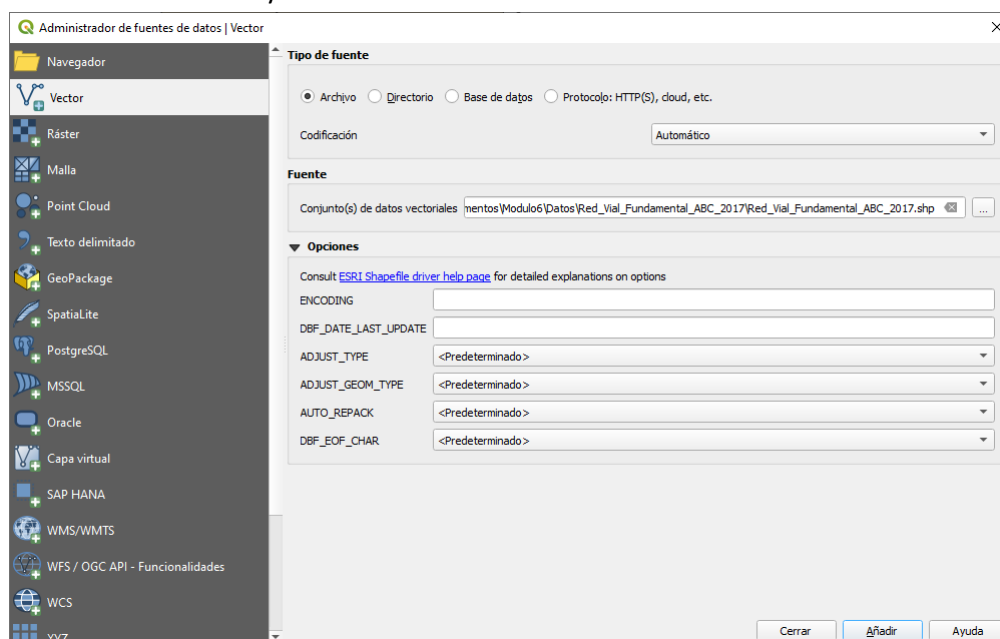 Administrador de fuentes de datos | Vector
Navegador
Vector
Ráster
Malla
Point Cloud
Texto delimitado
GeoPackage
SpatiaLite
PostgreSQL
MSSQL
Oracle
Capa virtual
SAP HANA
WMS/WMTS
WFS / OGC API - Funcionalidades
WCS
XYZ
Tipo de fuente
Archivo Directorio Base de datos Protocolo: HTTP(S), cloud, etc.
Codificación Automático
Fuente
Conjunto(s) de datos vectoriales mentos\Modulo6\Datos\Red_Vial_Fundamental_ABC_2017\Red_Vial_Fundamental_ABC_2017.shp ...
Opciones
Consult ESRI Shapefile driver help page for detailed explanations on options
ENCODING
DBF_DATE_LAST_UPDATE
ADJUST_TYPE <Predeterminado>
ADJUST_GEOM_TYPE <Predeterminado>
AUTO_REPACK <Predeterminado>
DBF_EOF_CHAR <Predeterminado>
Cerrar Añadir Ayuda